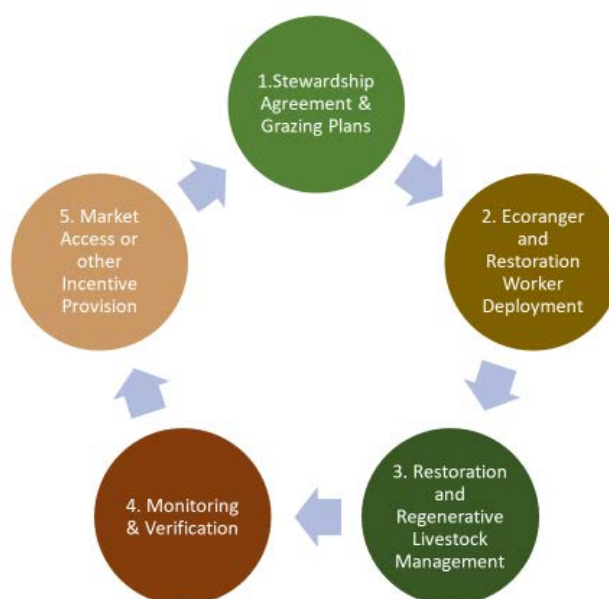 1.Stewardship
Agreement &
Grazing Plans
2. Ecoranger
and
Restoration
Worker
Deployment
3. Restoration
and
Regenerative
Livestock
Management
4. Monitoring
& Verification
5. Market
Access or
other
Incentive
Provision